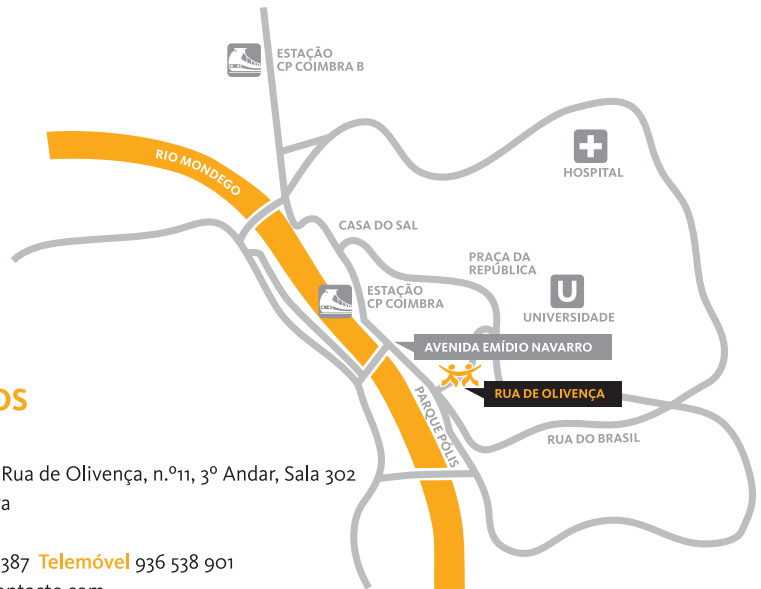 ESTAÇÃO
CP COIMBRA B
RIO MONDEGO
HOSPITAL
CASA DO SAL
PRAÇA DA
REPÚBLICA
ESTAÇÃO
CP COIMBRA
U
UNIVERSIDADE
AVENIDA EMÍDIO NAVARRO
RUA DE OLIVENÇA
PARQUE PÓLIS
RUA DO BRASIL
OS
Rua de Olivença, n.º11, 3º Andar, Sala 302
387 Telemóvel 936 538 901